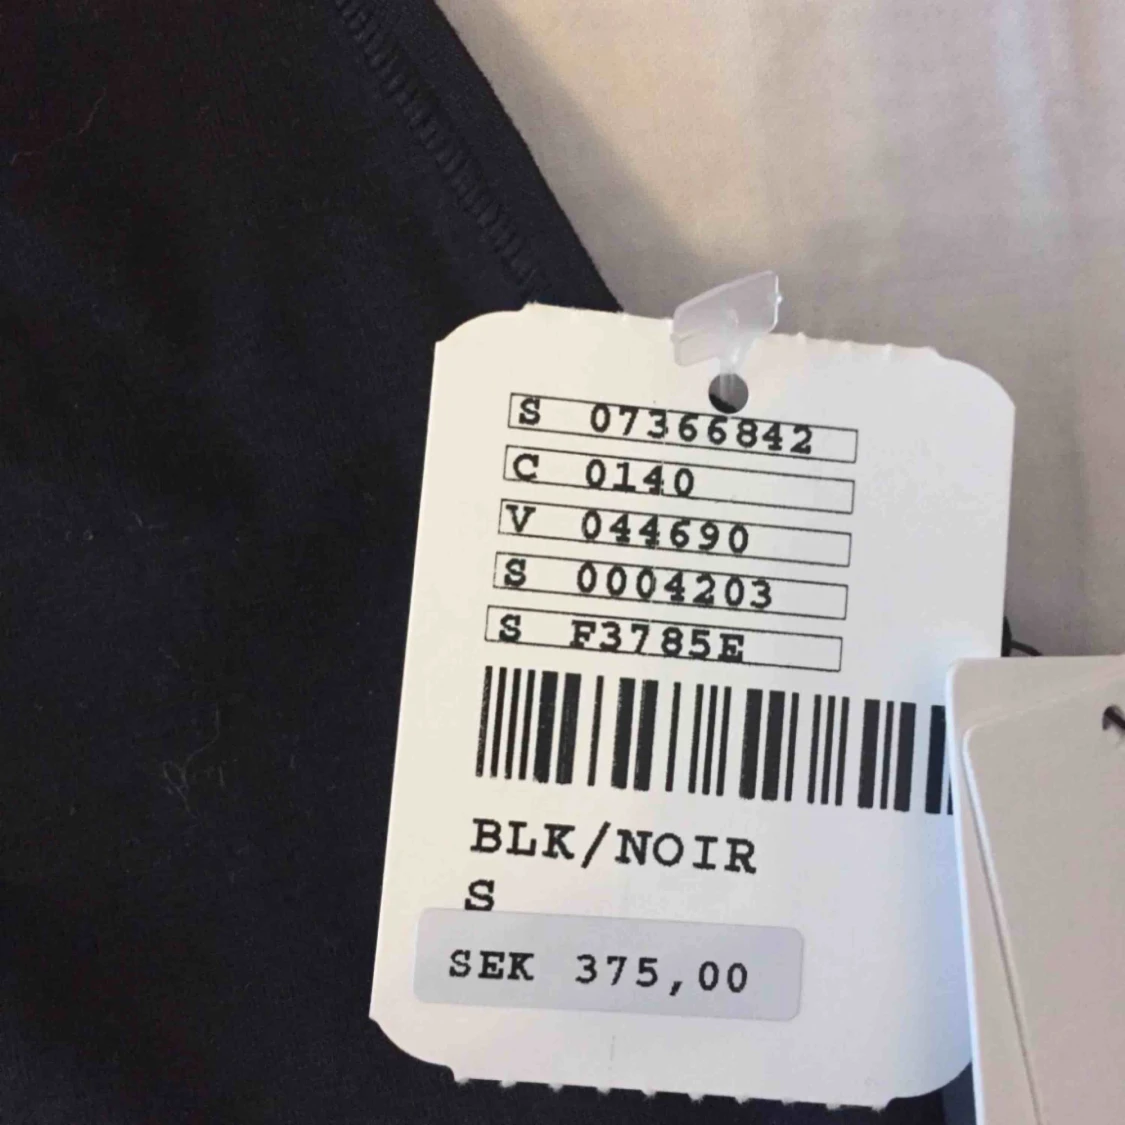 S 07366842
C 0140
V 044690
S 0004203
S F3785E
BLK/NOIR
S
SEK 375,00